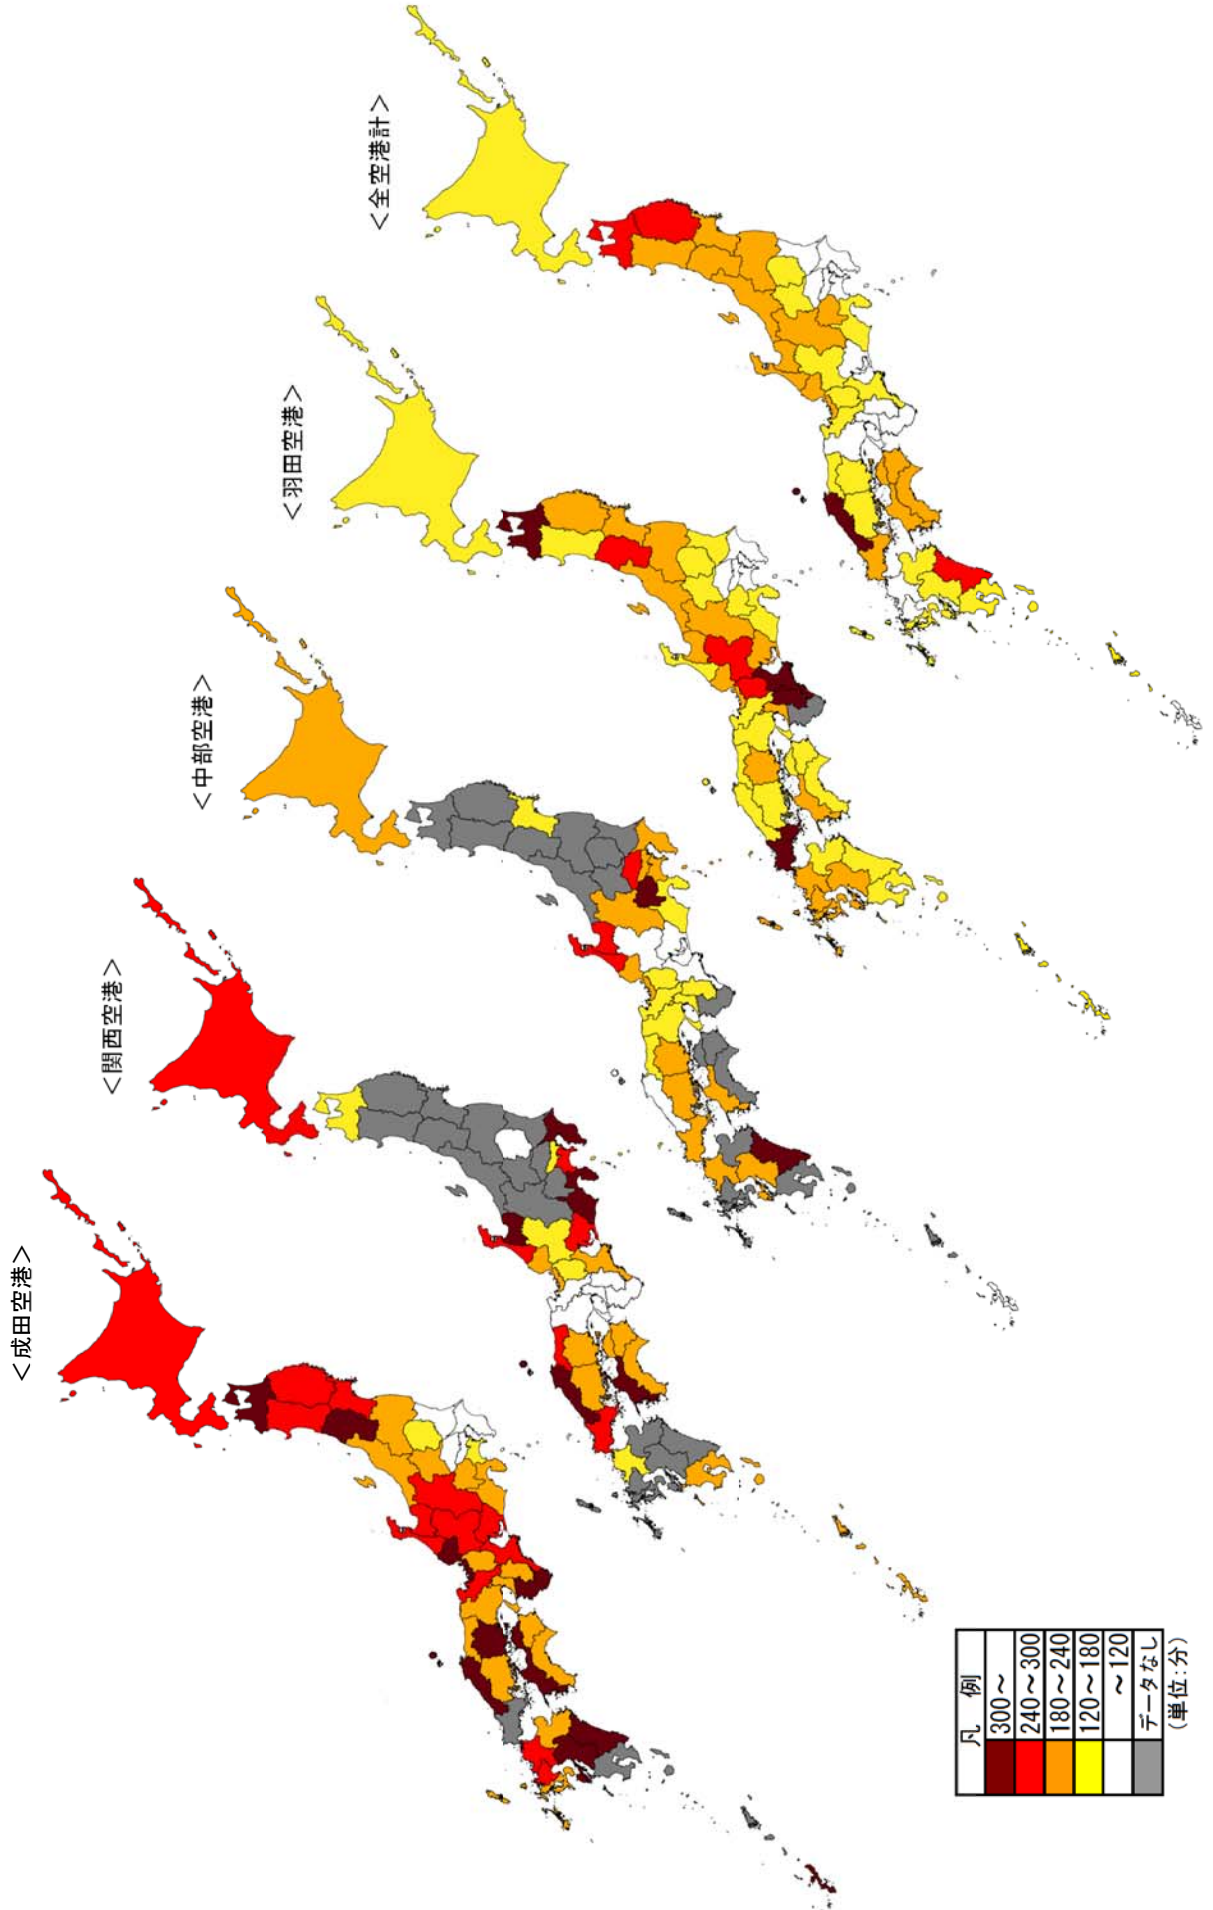 ＜成田空港＞
＜関西空港＞
＜中部空港＞
＜羽田空港＞
＜全空港計＞
凡 例
300～
240～300
180～240
120～180
～120
データなし
(単位:分)